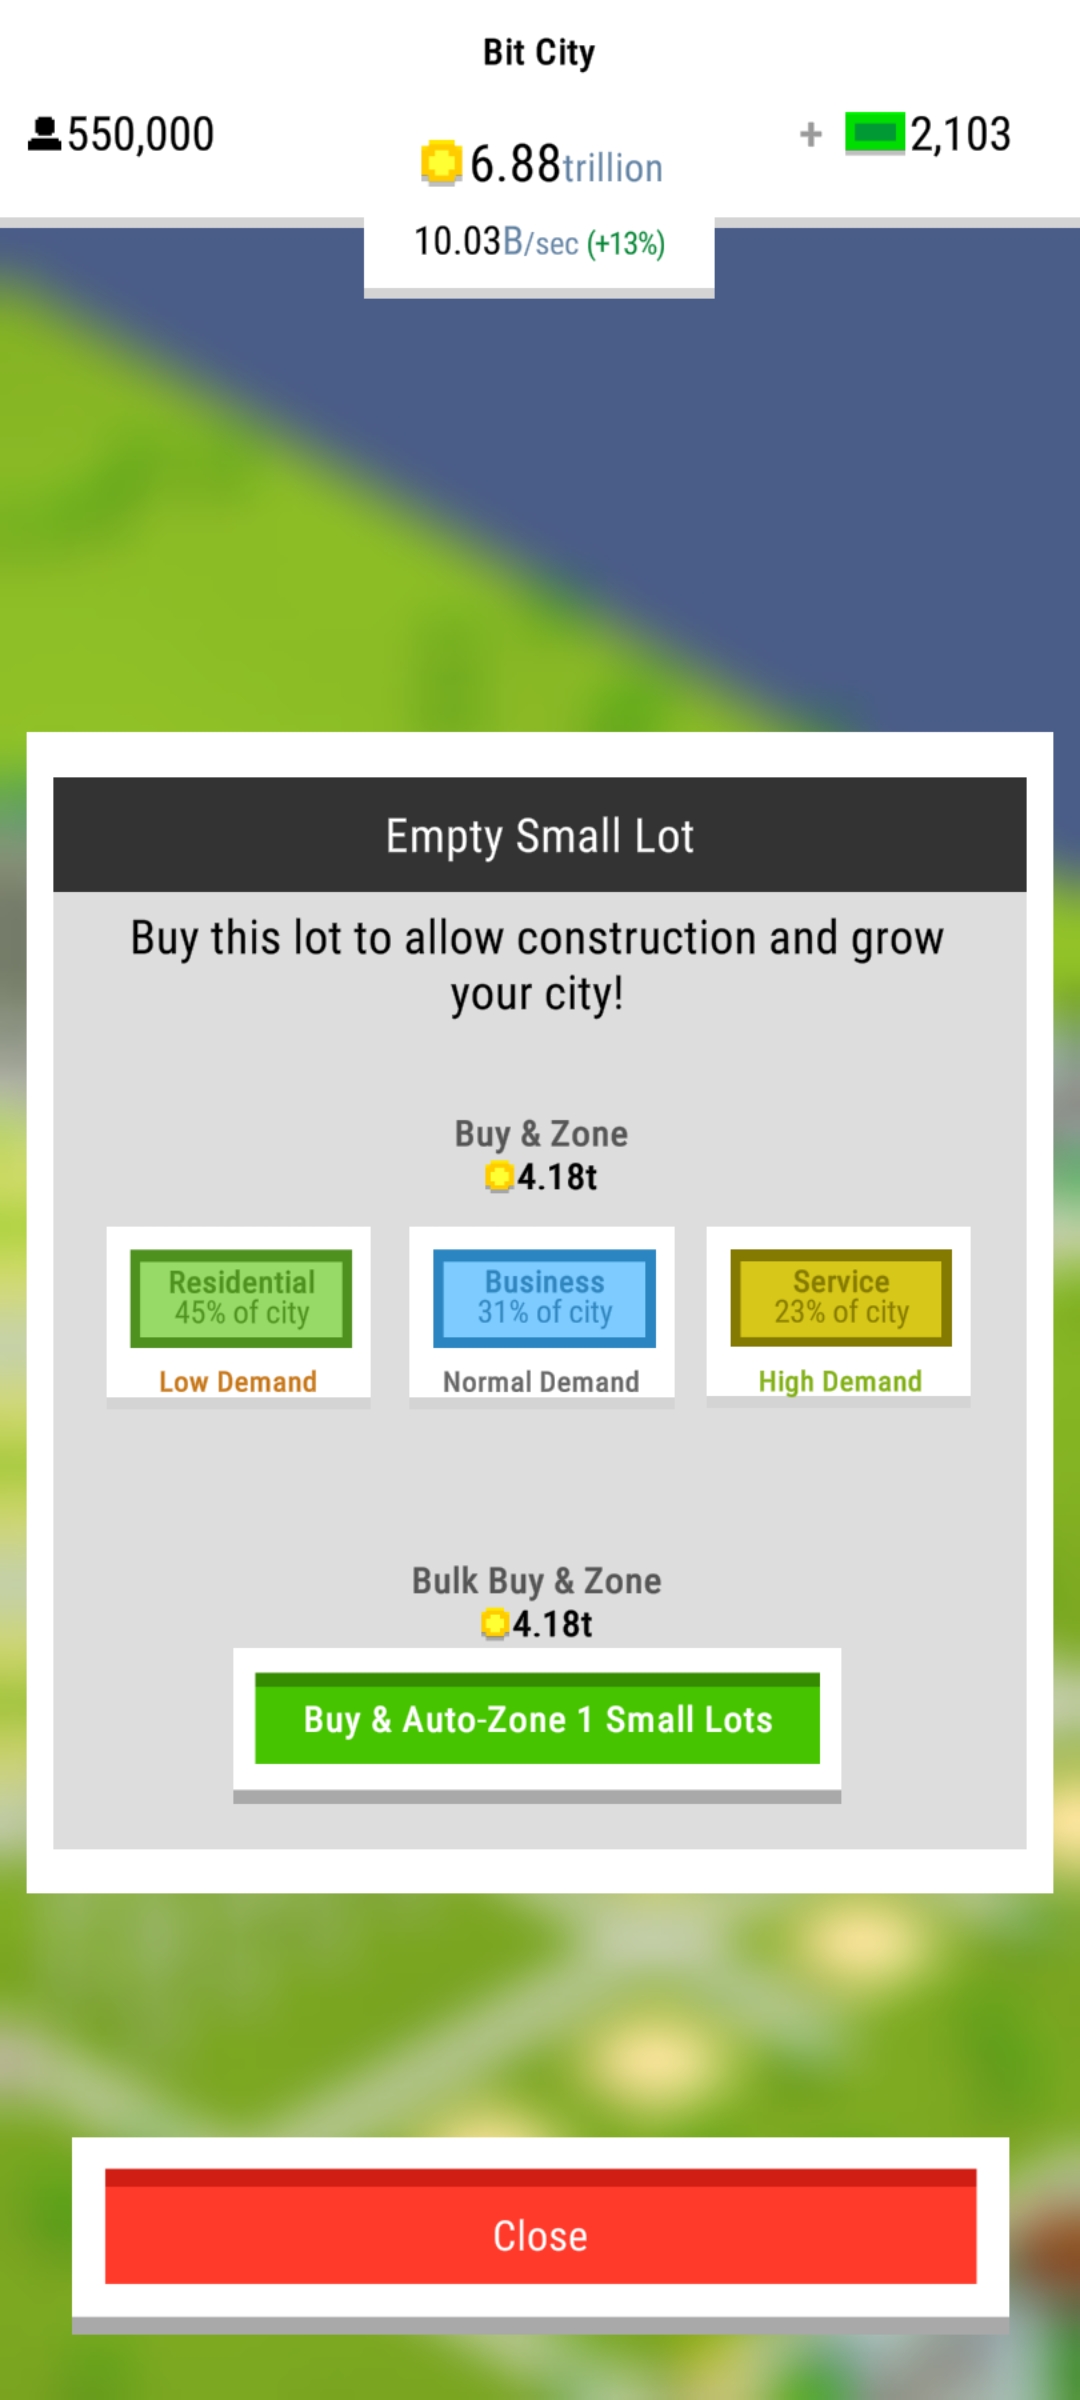 Bit City
550,000
6.88trillion
+ 2,103
10.03B/sec (+13%)
Empty Small Lot
Buy this lot to allow construction and grow
your city!
Buy & Zone
4.18t
Residential
45% of city
Low Demand
Business
31% of city
Normal Demand
Service
23% of city
High Demand
Bulk Buy & Zone
4.18t
Buy & Auto-Zone 1 Small Lots
Close